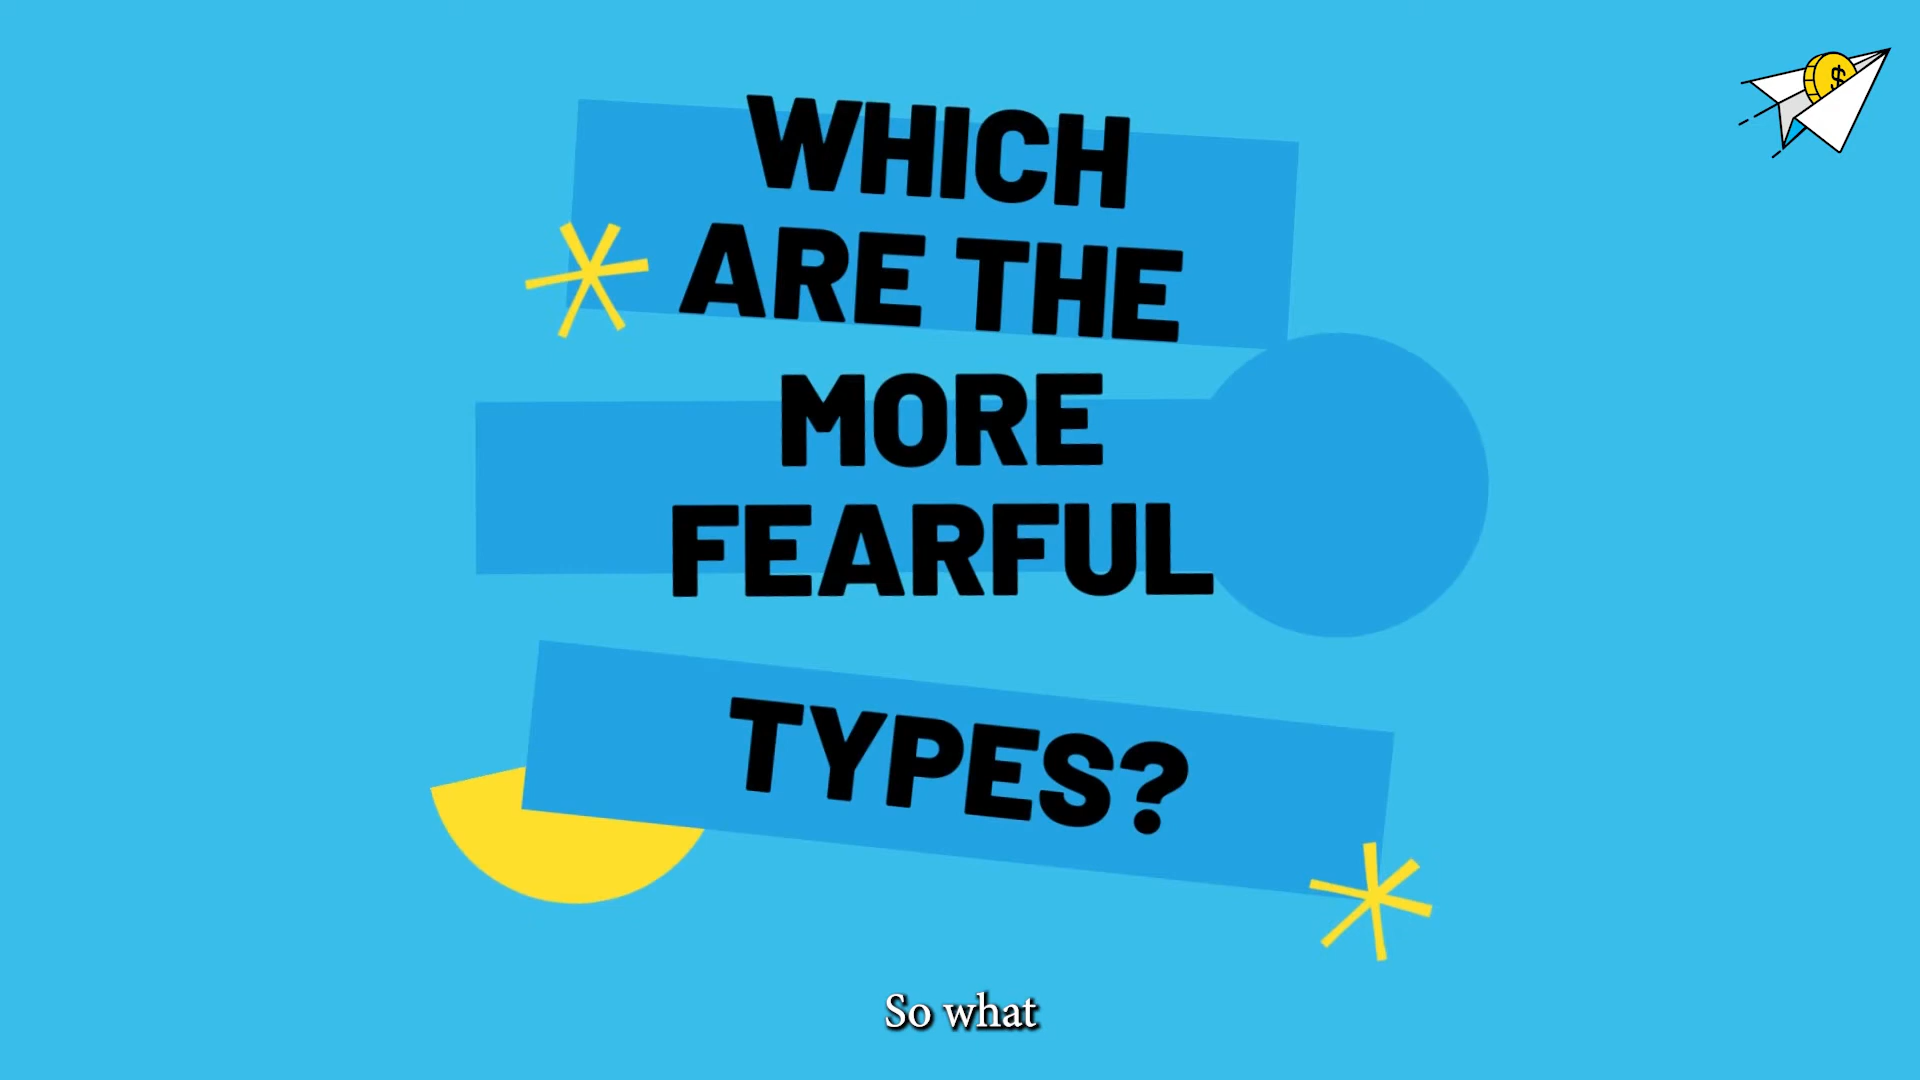 WHICH
ARE THE
MORE
FEARFUL
TYPES?
$
So what